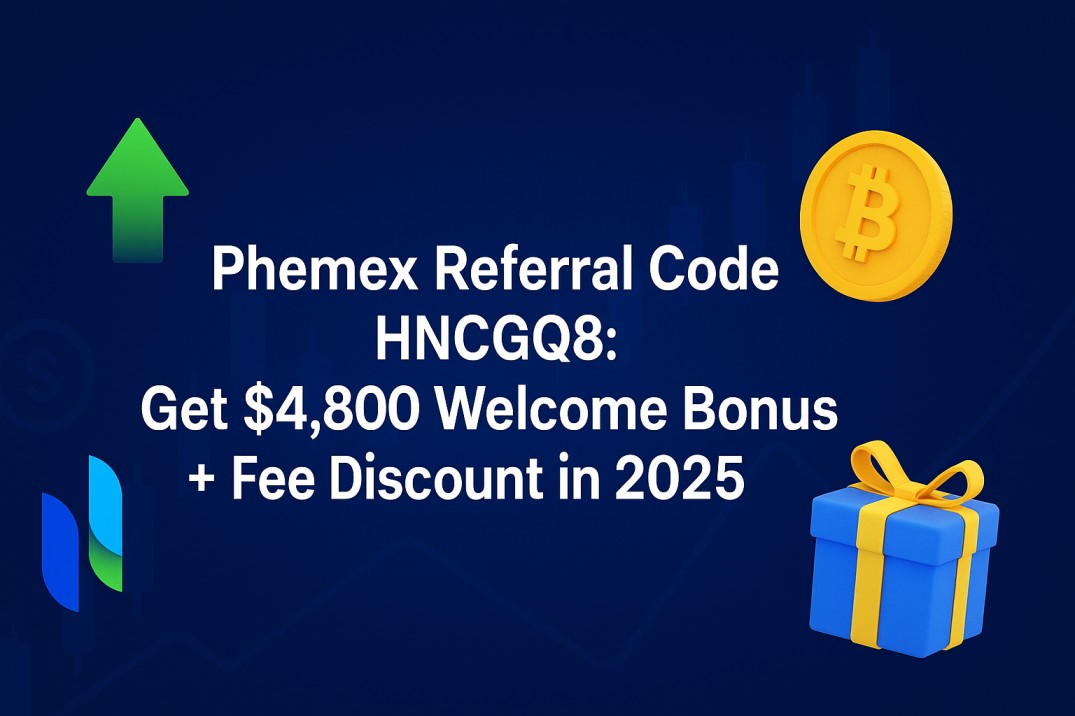 Phemex Referral Code
HNCGQ8:
Get $4,800 Welcome Bonus
+ Fee Discount in 2025